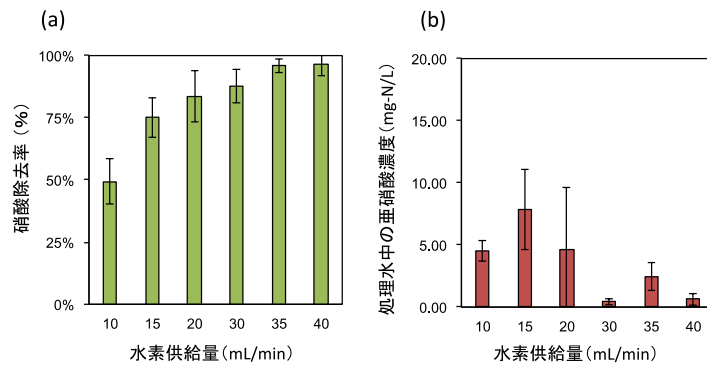 (a)
硝酸除去率(%)
100%
75%
50%
25%
0%
10 15 20 30 35 40
水素供給量(mL/min)
(b)
処理水中の亜硝酸濃度(mg-N/L)
20.00
15.00
10.00
5.00
0.00
10 15 20 30 35 40
水素供給量(mL/min)